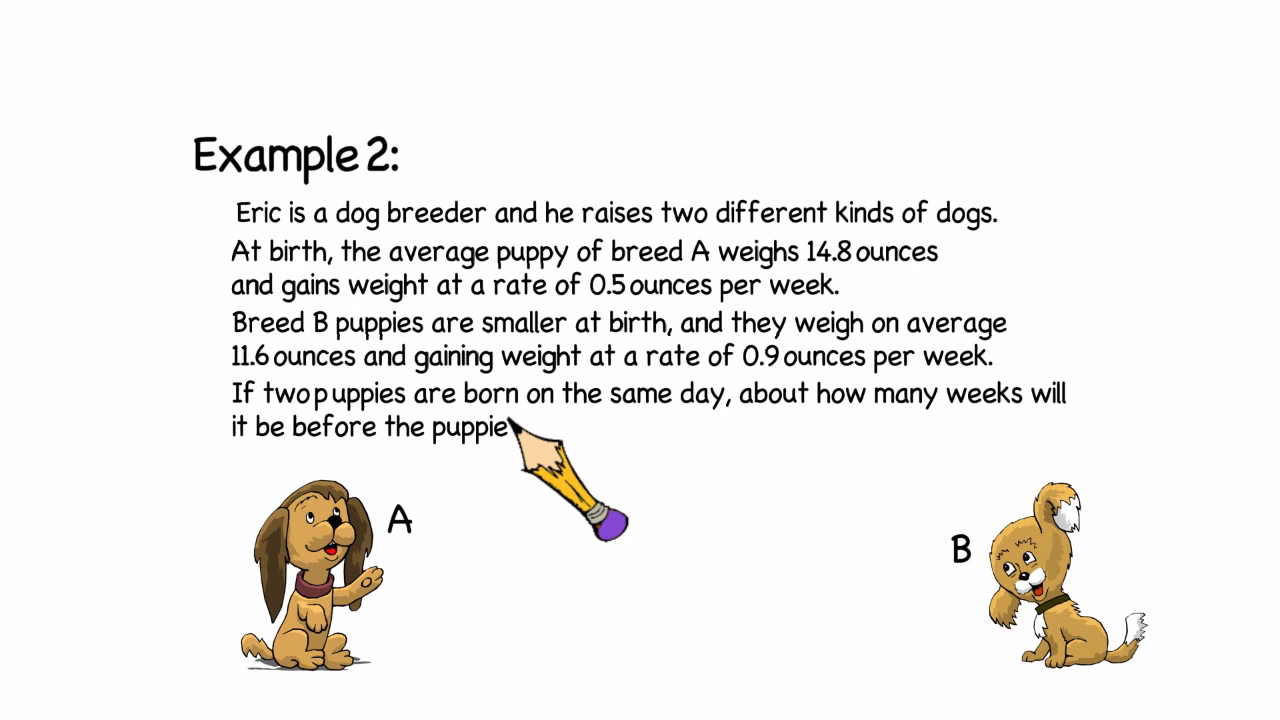 Example 2:
Eric is a dog breeder and he raises two different kinds of dogs.
At birth, the average puppy of breed A weighs 14.8 ounces
and gains weight at a rate of 0.5 ounces per week.
Breed B puppies are smaller at birth, and they weigh on average
11.6 ounces and gaining weight at a rate of 0.9 ounces per week.
If two puppies are born on the same day, about how many weeks will
it be before the puppie
A
B